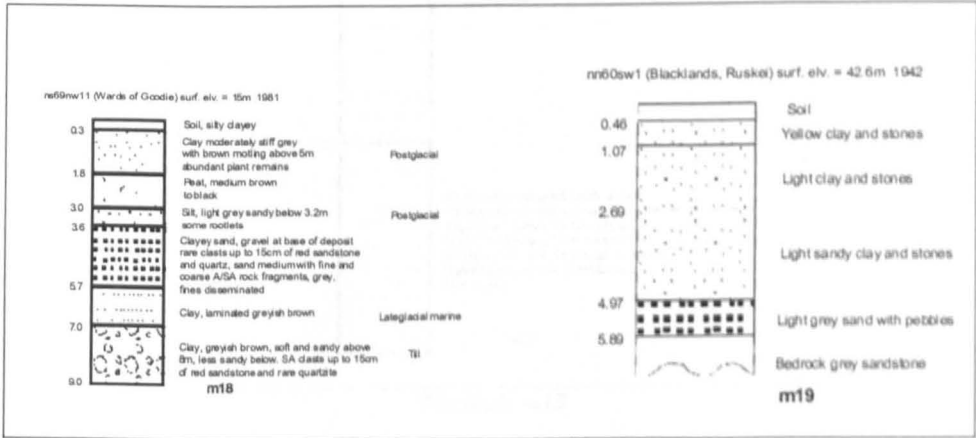 ns69nw11 (Wards of Goodie) surf. elv. = 15m 1981
0.3
1.8
3.0
3.6
5.7
7.0
9.0
Soil, silty clayey
Clay moderately stiff grey
with brown motling above 5m
abundant plant remains
Postglacial
Peat, medium brown
to black
Silt, light grey sandy below 3.2m
some rootlets
Postglacial
Clayey sand, gravel at base of deposit
rare clasts up to 15cm of red sandstone
and quartz, sand medium with fine and
coarse A/SA rock fragments, grey,
fines disseminated
Clay, laminated greyish brown
Lateglacial marine
Clay, greyish brown, soft and sandy above
8m, less sandy below. SA clasts up to 15cm
of red sandstone and rare quartzite
Till
m18
nn60sw1 (Blacklands, Ruskei) surf. elv. = 42.6m 1942
0.46
1.07
2.69
4.97
5.89
Soil
Yellow clay and stones
Light clay and stones
Light sandy clay and stones
Light grey sand with pebbles
Bedrock grey sandstone
m19